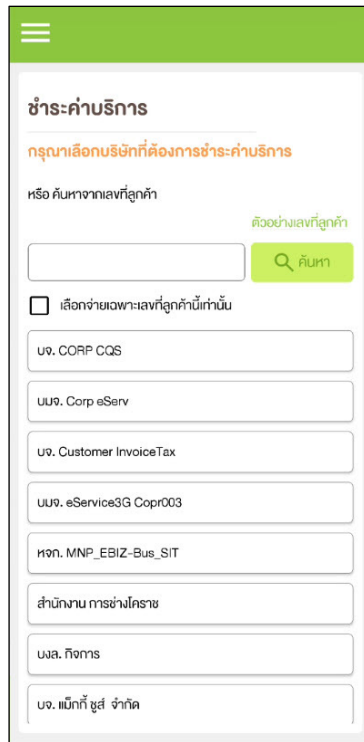 ชำระค่าบริการ
กรุณาเลือกบริษัทที่ต้องการชำระค่าบริการ
หรือ ค้นหาจากเลขที่ลูกค้า
ตัวอย่างเลขที่ลูกค้า
ค้นหา
เลือกจ่ายเฉพาะเลขที่ลูกค้านี้เท่านั้น
บจ. CORP CQS
บมจ. Corp eServ
บจ. Customer InvoiceTax
บมจ. eService3G Copr003
หจก. MNP_EBIZ-Bus_SIT
สำนักงาน การช่างโคราช
บงล. กิจการ
บจ. แม็กกี้ ชูส์ จำกัด